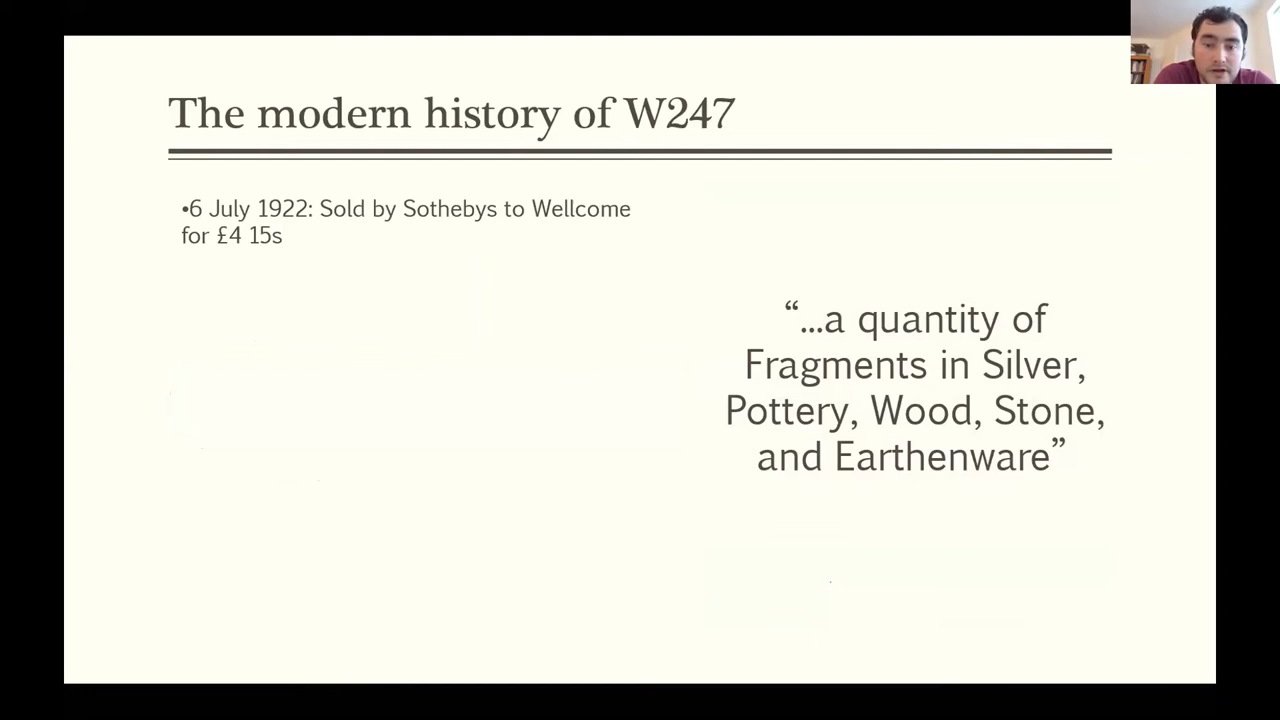 The modern history of W247
•6 July 1922: Sold by Sothebys to Wellcome
for £4 15s
“...a quantity of
Fragments in Silver,
Pottery, Wood, Stone,
and Earthenware”